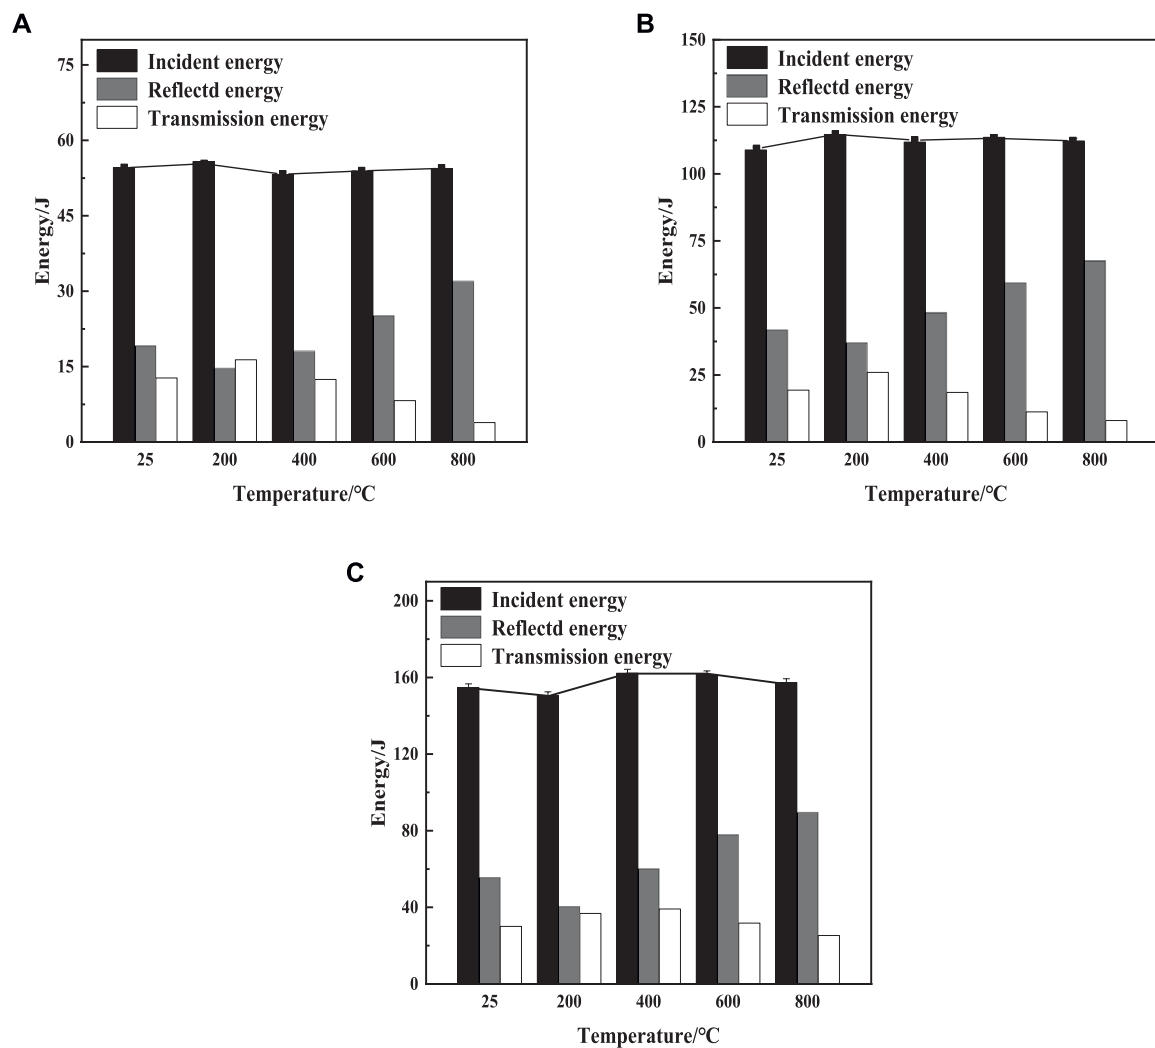 A
Incident energy
Reflectd energy
Transmission energy
75
60
45
30
15
0
Energy/J
25 200 400 600 800
Temperature/°C
B
Incident energy
Reflectd energy
Transmission energy
150
125
100
75
50
25
0
Energy/J
25 200 400 600 800
Temperature/°C
C
Incident energy
Reflectd energy
Transmission energy
200
160
120
80
40
0
Energy/J
25 200 400 600 800
Temperature/°C